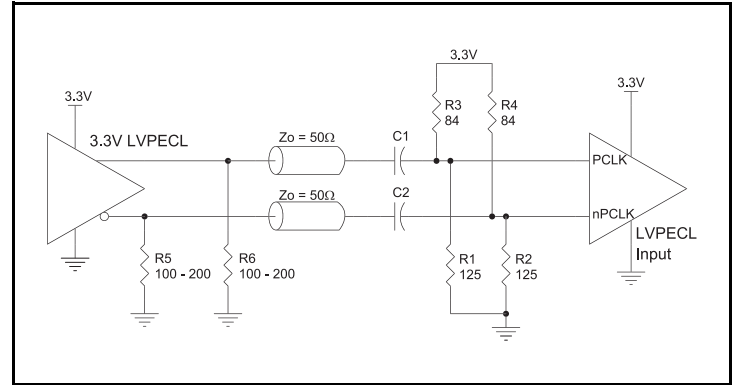 3.3V
3.3V LVPECL
R5
100 - 200
R6
100 - 200
Zo = 50Ω
Zo = 50Ω
C1
C2
3.3V
R3
84
R4
84
R1
125
R2
125
3.3V
PCLK
nPCLK
LVPECL
Input